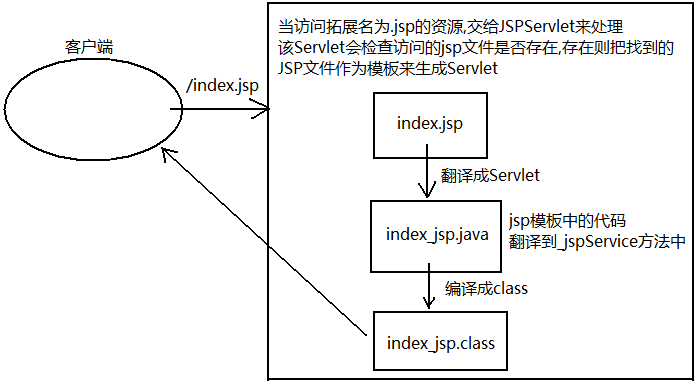 当访问拓展名为.jsp的资源,交给JSPServlet来处理
该Servlet会检查访问的jsp文件是否存在,存在则把找到的
JSP文件作为模板来生成Servlet
客户端
/index.jsp
index.jsp
翻译成Servlet
index_jsp.java
jsp模板中的代码
翻译到_jspService方法中
编译成class
index_jsp.class